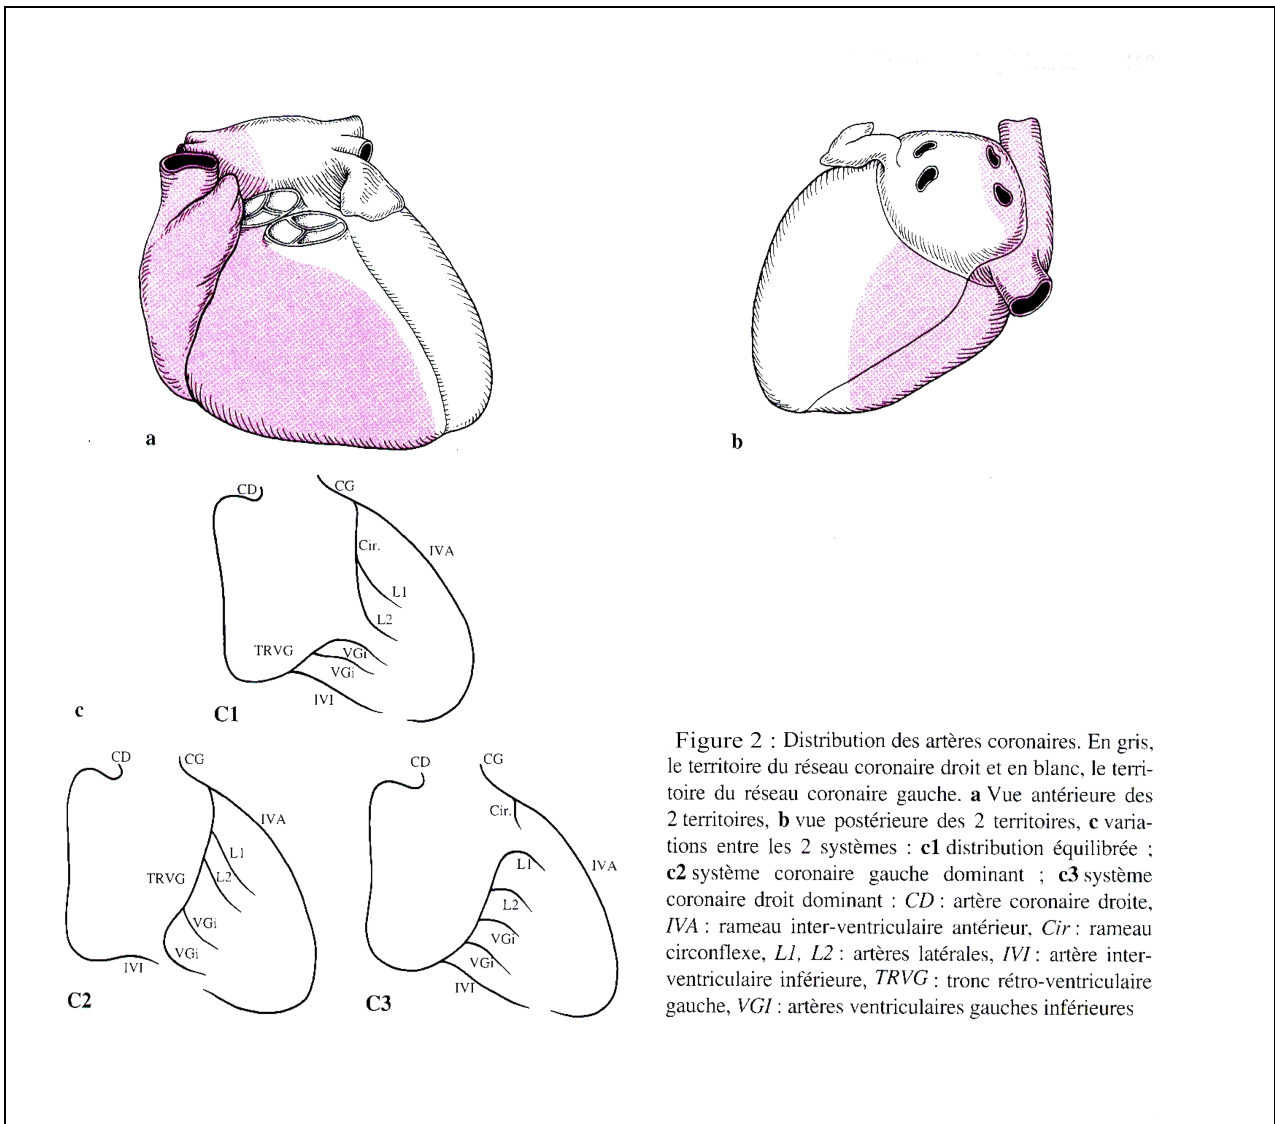 a
b
CD
CG
Cir.
IVA
L1
L2
TRVG
VGi
VGi
IVI
c
C1
CD
CG
IVA
L1
TRVG
L2
VGi
VGi
IVI
C2
CD
CG
Cir.
IVA
L1
L2
VGi
VGi
IVI
C3
Figure 2 : Distribution des artères coronaires. En gris,
le territoire du réseau coronaire droit et en blanc, le terri-
toire du réseau coronaire gauche. a Vue antérieure des
2 territoires, b vue postérieure des 2 territoires, c varia-
tions entre les 2 systèmes : c1 distribution équilibrée ;
c2 système coronaire gauche dominant ; c3 système
coronaire droit dominant : CD : artère coronaire droite,
IVA : rameau inter-ventriculaire antérieur, Cir : rameau
circonflexe, L1, L2 : artères latérales, IVI : artère inter-
ventriculaire inférieure, TRVG : tronc rétro-ventriculaire
gauche, VGI : artères ventriculaires gauches inférieures